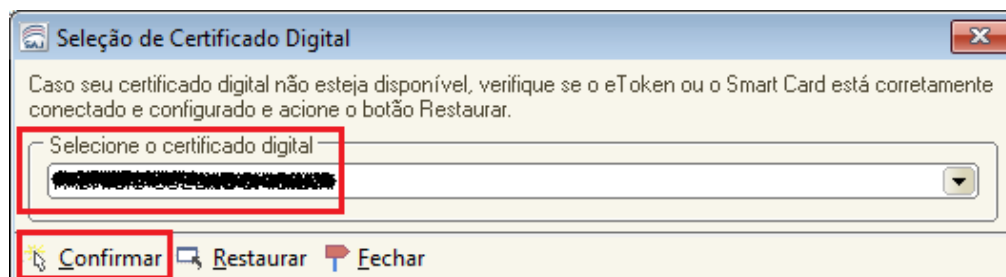 SAJ
Seleção de Certificado Digital
Caso seu certificado digital não esteja disponível, verifique se o eToken ou o Smart Card está corretamente
conectado e configurado e acione o botão Restaurar.
Selecione o certificado digital
Confirmar Restaurar Fechar